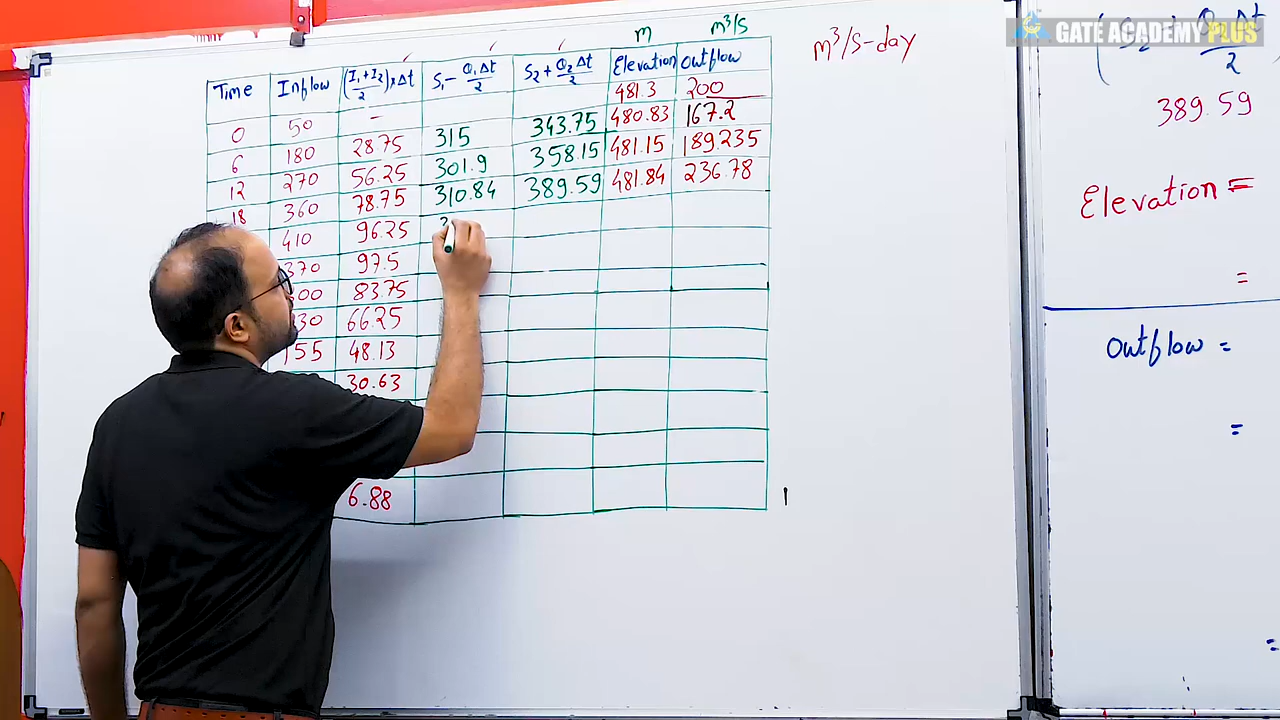 GATE ACADEMY PLUS
m m³/s
Time Inflow (I₁+I₂/2)×Δt S₁ - Q₁Δt/2 S₂ + Q₂Δt/2 Elevation Outflow
481.3 200
0 50 - 480.83 167.2
6 180 28.75 315 343.75 481.15 189.235
12 270 56.25 301.9 358.15 481.84 236.78
18 360 78.75 310.84 389.59
410 96.25
370 97.5
83.75
66.25
155 48.13
30.63
6.88
m³/s-day
389.59
Elevation =
=
Outflow =
=
=